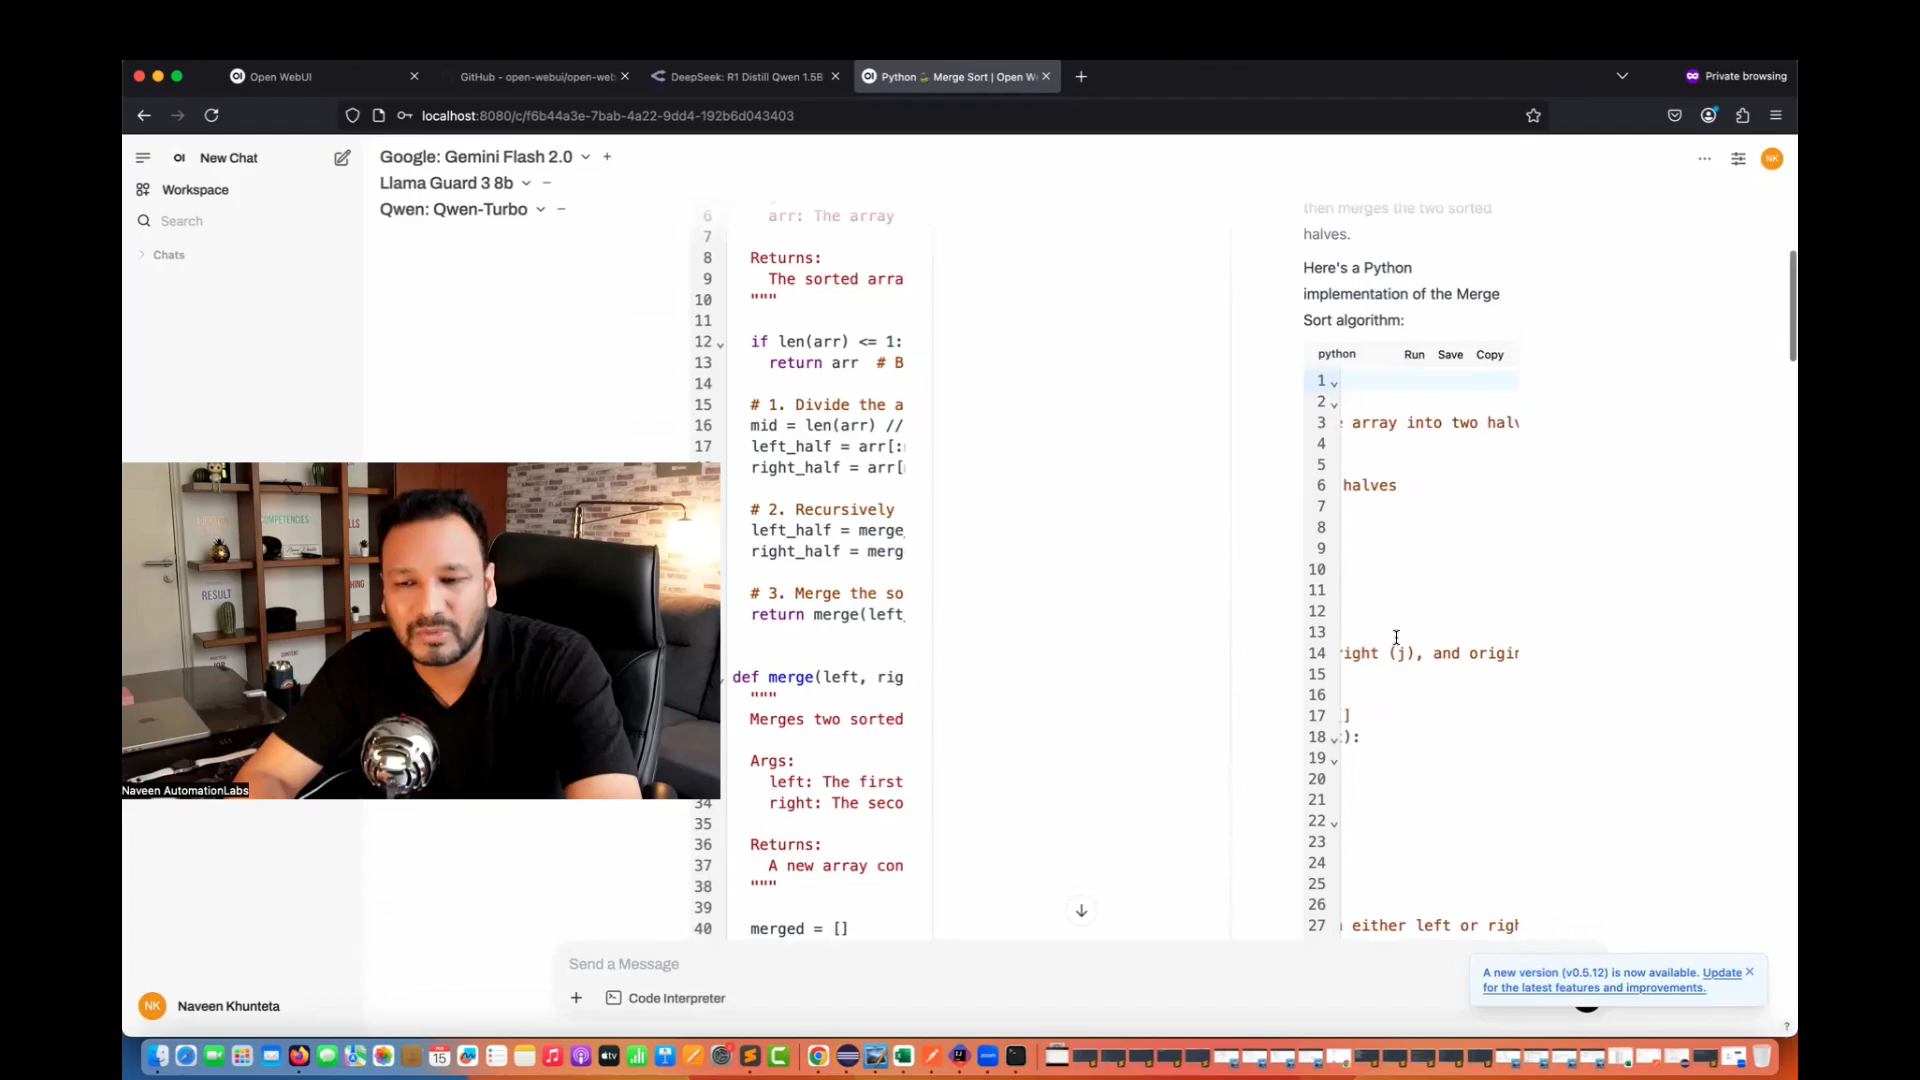 Open WebUI
GitHub - open-webui/open-web
DeepSeek: R1 Distill Qwen 1.5B
Python Merge Sort | Open W
Private browsing
localhost:8080/c/f6b44a3e-7bab-4a22-9dd4-192b6d043403
OI New Chat
Workspace
Search
Chats
Google: Gemini Flash 2.0
Llama Guard 3 8b
Qwen: Qwen-Turbo
NK
6 arr: The array
7
8 Returns:
9 The sorted arra
10 """
11
12 if len(arr) <= 1:
13 return arr # B
14
15 # 1. Divide the a
16 mid = len(arr) //
17 left_half = arr[:
right_half = arr[
# 2. Recursively
left_half = merge_
right_half = merg
# 3. Merge the so
return merge(left_
def merge(left, rig
"""
Merges two sorted
Args:
left: The first
34 right: The seco
35
36 Returns:
37 A new array con
38 """
39
40 merged = []
then merges the two sorted
halves.
Here's a Python
implementation of the Merge
Sort algorithm:
python Run Save Copy
1
2
3 array into two halv
4
5
6 halves
7
8
9
10
11
12
13
14 right (j), and origin
15
16
17 ]
18 ):
19
20
21
22
23
24
25
26
27 either left or righ
RESULT
COMPETENCIES
Naveen AutomationLabs
Send a Message
Code Interpreter
A new version (v0.5.12) is now available. Update
for the latest features and improvements.
NK Naveen Khunteta
?
15